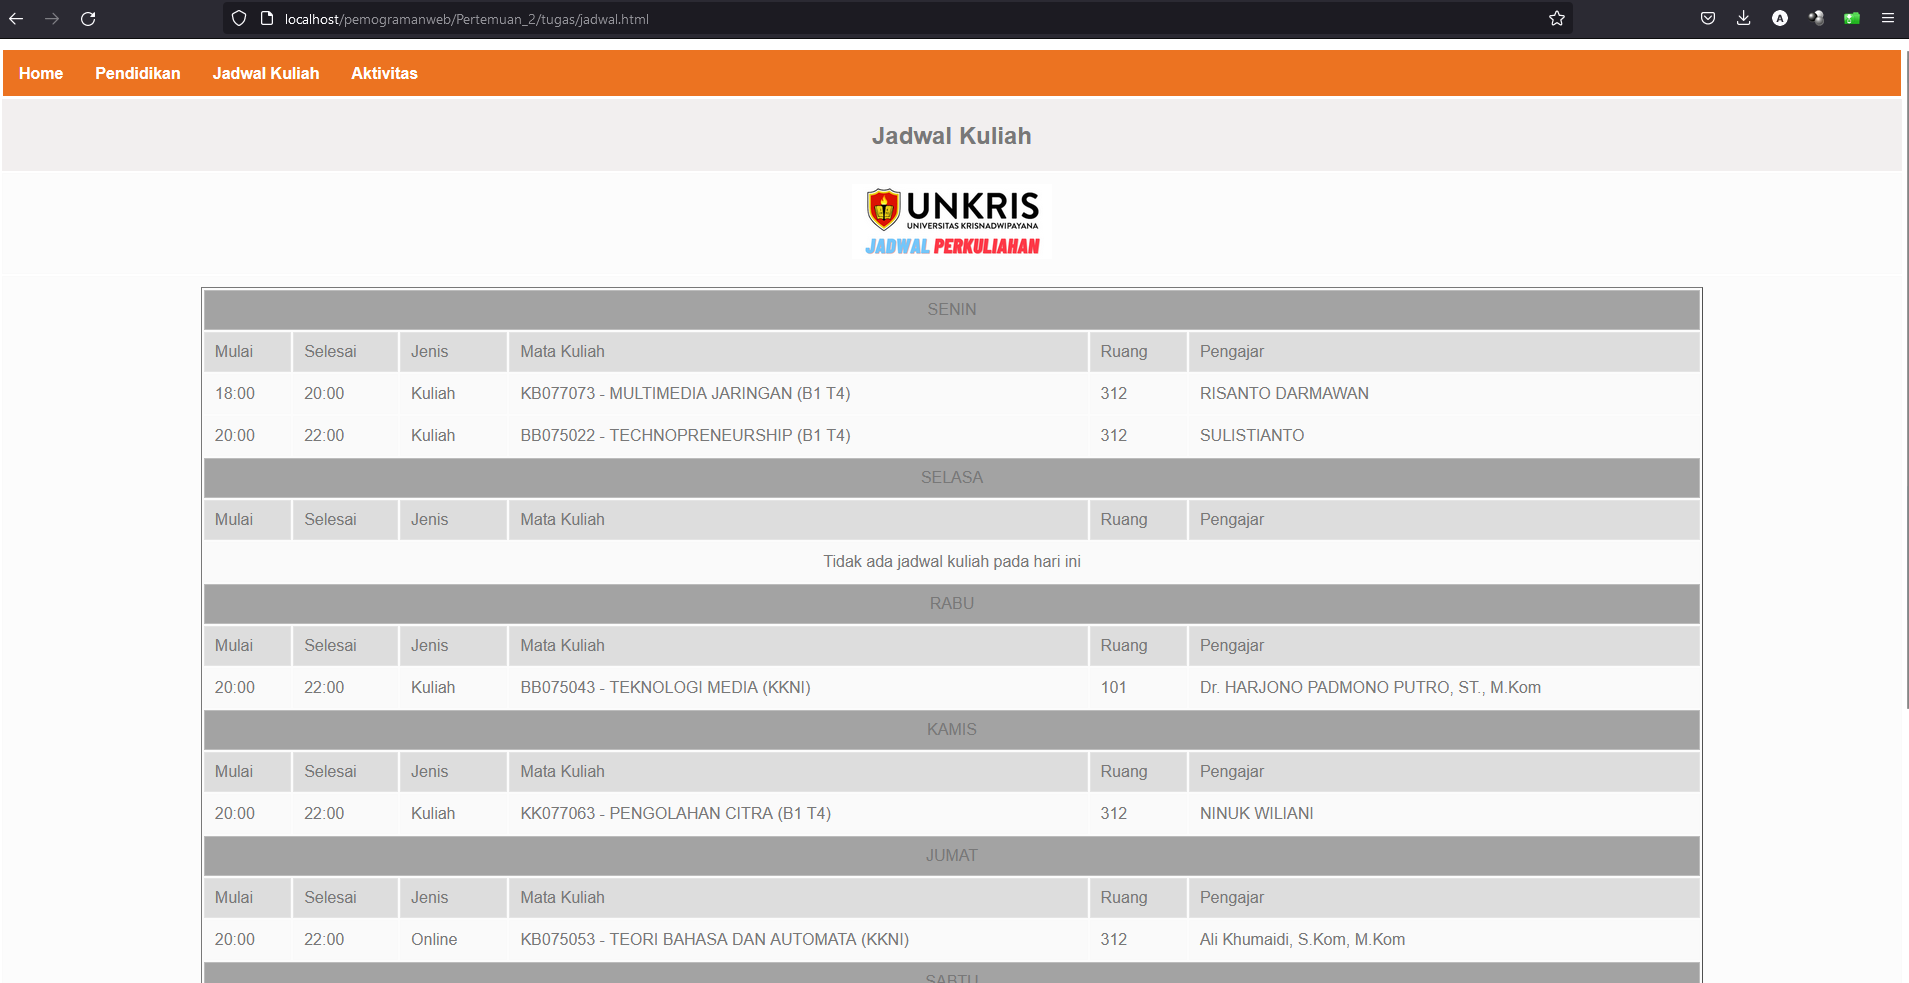 localhost/pemogramanweb/Pertemuan_2/tugas/jadwal.html
Home Pendidikan Jadwal Kuliah Aktivitas
Jadwal Kuliah
UNKRIS
UNIVERSITAS KRISNADWIPAYANA
JADWAL PERKULIAHAN
SENIN
Mulai Selesai Jenis Mata Kuliah Ruang Pengajar
18:00 20:00 Kuliah KB077073 - MULTIMEDIA JARINGAN (B1 T4) 312 RISANTO DARMAWAN
20:00 22:00 Kuliah BB075022 - TECHNOPRENEURSHIP (B1 T4) 312 SULISTIANTO
SELASA
Mulai Selesai Jenis Mata Kuliah Ruang Pengajar
Tidak ada jadwal kuliah pada hari ini
RABU
Mulai Selesai Jenis Mata Kuliah Ruang Pengajar
20:00 22:00 Kuliah BB075043 - TEKNOLOGI MEDIA (KKNI) 101 Dr. HARJONO PADMONO PUTRO, ST., M.Kom
KAMIS
Mulai Selesai Jenis Mata Kuliah Ruang Pengajar
20:00 22:00 Kuliah KK077063 - PENGOLAHAN CITRA (B1 T4) 312 NINUK WILIANI
JUMAT
Mulai Selesai Jenis Mata Kuliah Ruang Pengajar
20:00 22:00 Online KB075053 - TEORI BAHASA DAN AUTOMATA (KKNI) 312 Ali Khumaidi, S.Kom, M.Kom
SABTU